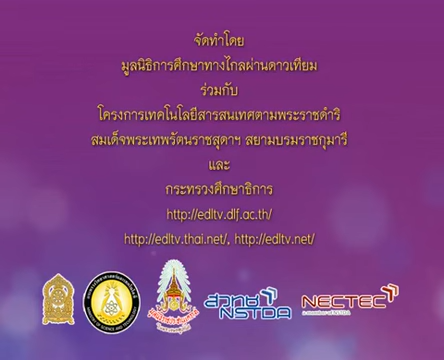 จัดทำโดย
มูลนิธิการศึกษาทางไกลผ่านดาวเทียม
ร่วมกับ
โครงการเทคโนโลยีสารสนเทศตามพระราชดำริ
สมเด็จพระเทพรัตนราชสุดาฯ สยามบรมราชกุมารี
และ
กระทรวงศึกษาธิการ
http://edltv.dlf.ac.th/
http://edltv.thai.net/, http://edltv.net/
สวทช
NSTDA
NECTEC
a member of NSTDA